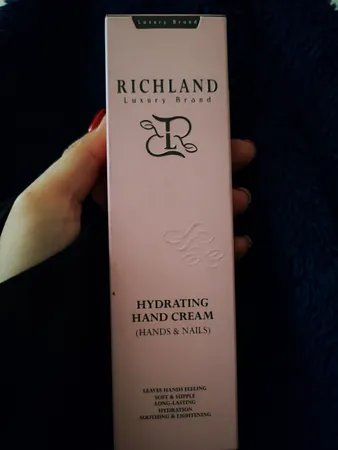 Luxury Brand
RICHLAND
Luxury Brand
RL
HYDRATING
HAND CREAM
(HANDS & NAILS)
LEAVES HANDS FEELING
SOFT & SUPPLE
LONG-LASTING
HYDRATION
SOOTHING & LIGHTENING